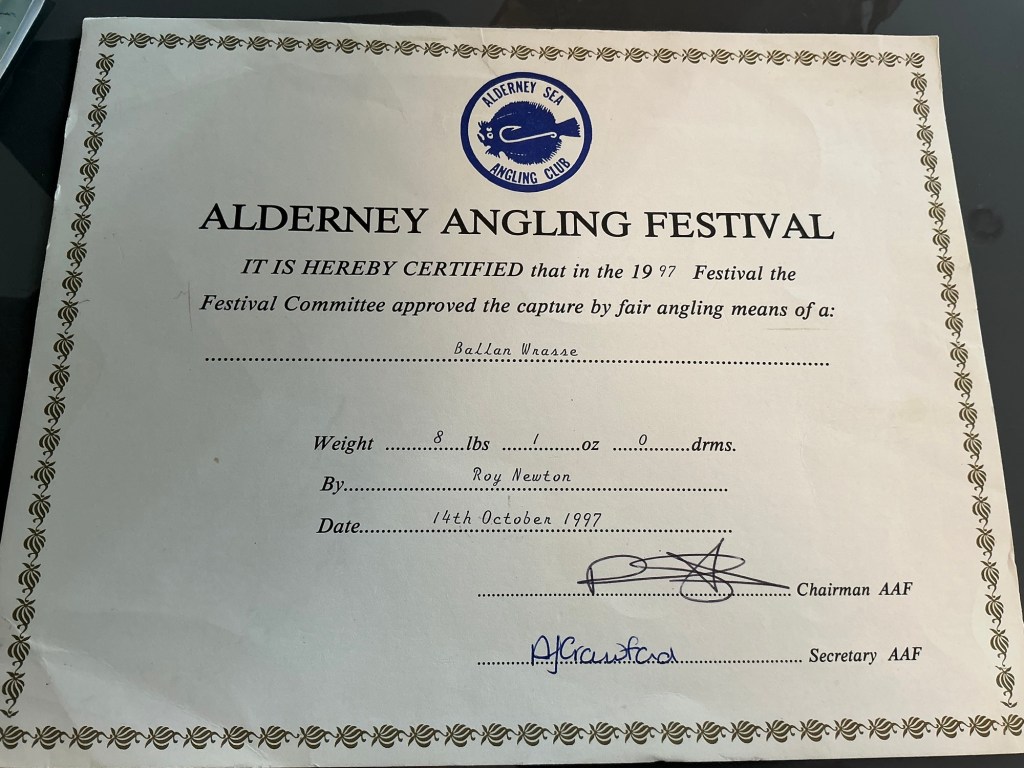 ALDERNEY SEA
ANGLING CLUB
ALDERNEY ANGLING FESTIVAL
IT IS HEREBY CERTIFIED that in the 1997 Festival the
Festival Committee approved the capture by fair angling means of a:
Ballan Wrasse
Weight ..........8.....lbs .......1........oz ......0..........drms.
By..........Roy Newton..........
Date..........14th October 1997..........
Chairman AAF
AJCrawford Secretary AAF